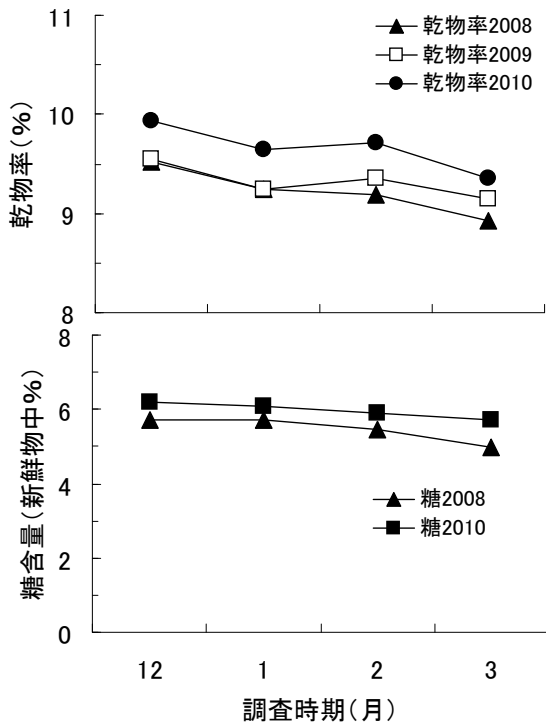 11
10
9
8
乾物率(%)
乾物率2008
乾物率2009
乾物率2010
8
6
4
2
0
糖含量(新鮮物中%)
糖2008
糖2010
12 1 2 3
調査時期(月)